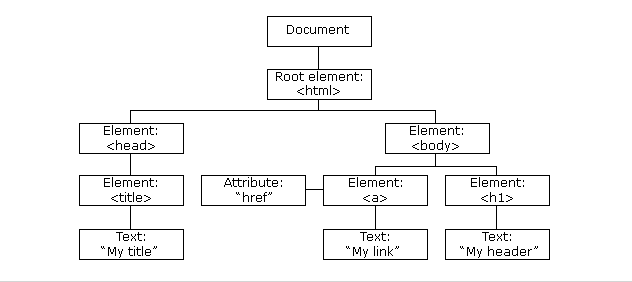 Document
Root element:
<html>
Element:
<head>
Element:
<body>
Element:
<title>
Attribute:
“href”
Element:
<a>
Element:
<h1>
Text:
“My title”
Text:
“My link”
Text:
“My header”